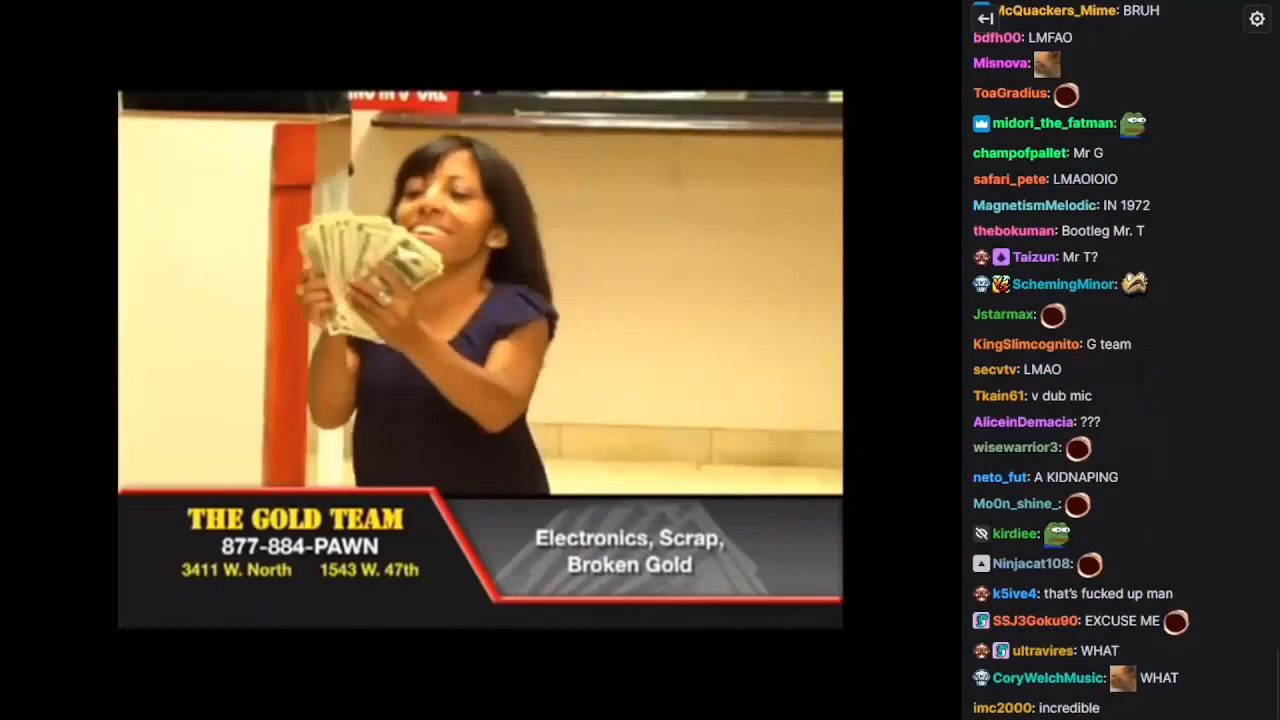 THE GOLD TEAM
877-884-PAWN
3411 W. North 1543 W. 47th
Electronics, Scrap,
Broken Gold
McQuackers_Mime: BRUH
bdfh00: LMFAO
Misnova:
ToaGradius:
midori_the_fatman:
champofpallet: Mr G
safari_pete: LMAOIOIO
MagnetismMelodic: IN 1972
thebokuman: Bootleg Mr. T
Taizun: Mr T?
SchemingMinor:
Jstarmax:
KingSlimcognito: G team
secvtv: LMAO
Tkain61: v dub mic
AliceinDemacia: ???
wisewarrior3:
neto_fut: A KIDNAPING
Mo0n_shine_:
kirdiee:
Ninjacat108:
k5ive4: that's fucked up man
SSJ3Goku90: EXCUSE ME
ultravires: WHAT
CoryWelchMusic: WHAT
imc2000: incredible